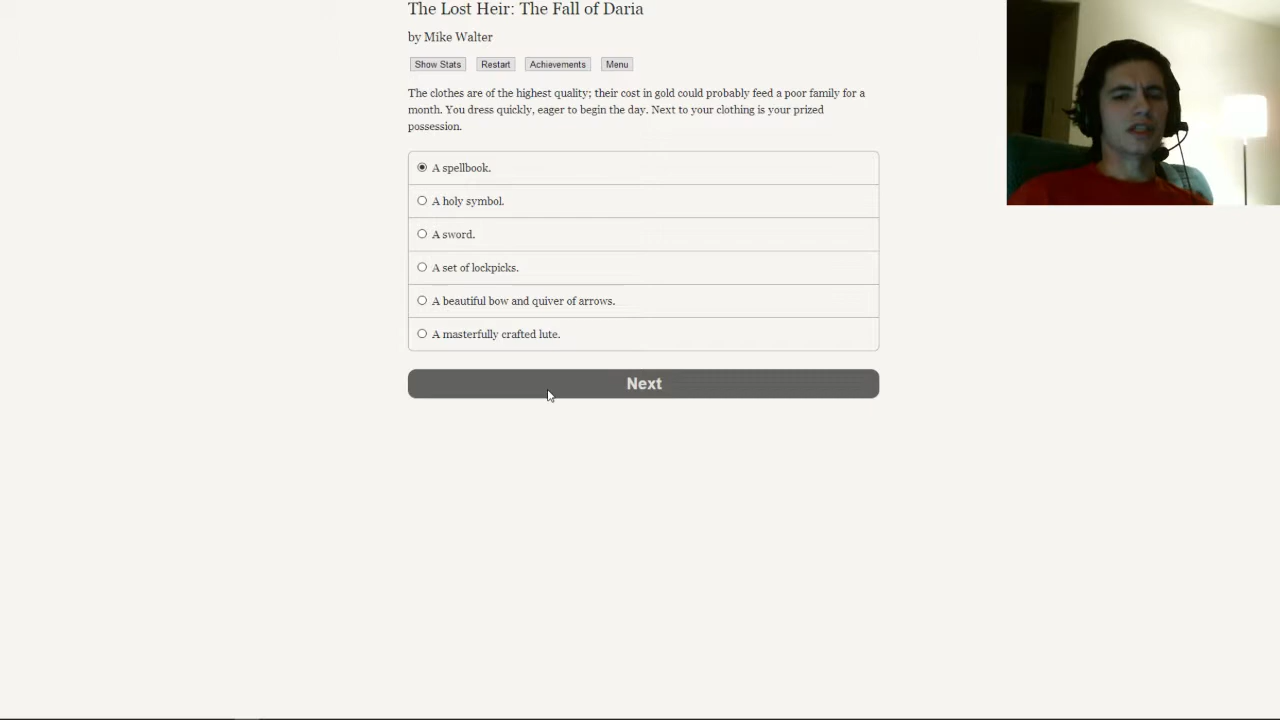 The Lost Heir: The Fall of Daria
by Mike Walter
Show Stats Restart Achievements Menu
The clothes are of the highest quality; their cost in gold could probably feed a poor family for a
month. You dress quickly, eager to begin the day. Next to your clothing is your prized
possession.
A spellbook.
A holy symbol.
A sword.
A set of lockpicks.
A beautiful bow and quiver of arrows.
A masterfully crafted lute.
Next